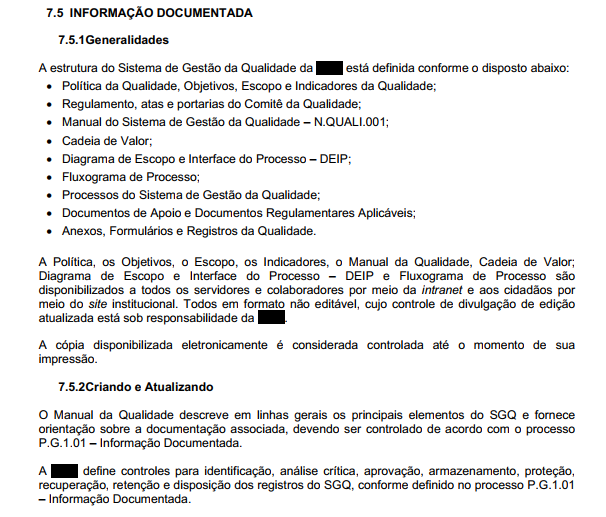 7.5 INFORMAÇÃO DOCUMENTADA
7.5.1Generalidades
A estrutura do Sistema de Gestão da Qualidade da está definida conforme o disposto abaixo:
• Política da Qualidade, Objetivos, Escopo e Indicadores da Qualidade;
• Regulamento, atas e portarias do Comitê da Qualidade;
• Manual do Sistema de Gestão da Qualidade – N.QUALI.001;
• Cadeia de Valor;
• Diagrama de Escopo e Interface do Processo – DEIP;
• Fluxograma de Processo;
• Processos do Sistema de Gestão da Qualidade;
• Documentos de Apoio e Documentos Regulamentares Aplicáveis;
• Anexos, Formulários e Registros da Qualidade.
A Política, os Objetivos, o Escopo, os Indicadores, o Manual da Qualidade, Cadeia de Valor;
Diagrama de Escopo e Interface do Processo – DEIP e Fluxograma de Processo são
disponibilizados a todos os servidores e colaboradores por meio da intranet e aos cidadãos por
meio do site institucional. Todos em formato não editável, cujo controle de divulgação de edição
atualizada está sob responsabilidade da .
A cópia disponibilizada eletronicamente é considerada controlada até o momento de sua
impressão.
7.5.2Criando e Atualizando
O Manual da Qualidade descreve em linhas gerais os principais elementos do SGQ e fornece
orientação sobre a documentação associada, devendo ser controlado de acordo com o processo
P.G.1.01 – Informação Documentada.
A define controles para identificação, análise crítica, aprovação, armazenamento, proteção,
recuperação, retenção e disposição dos registros do SGQ, conforme definido no processo P.G.1.01
– Informação Documentada.